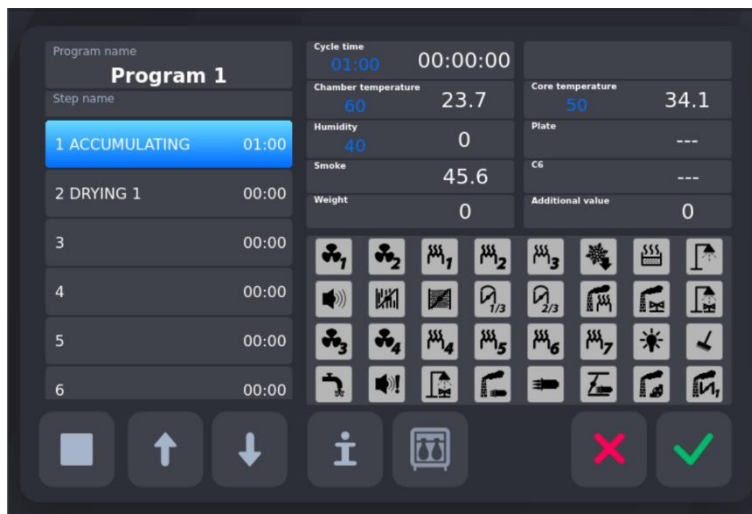 Program name
Program 1
Step name
1 ACCUMULATING 01:00
2 DRYING 1 00:00
3 00:00
4 00:00
5 00:00
6 00:00
Cycle time
01:00 00:00:00
Chamber temperature
60 23.7
Core temperature
50 34.1
Humidity
40 0
Plate
---
Smoke
45.6
C6
---
Weight
0
Additional value
0
1 2 1 2 3
1/3 2/3
3 4 4 5 6 7
! 1
i